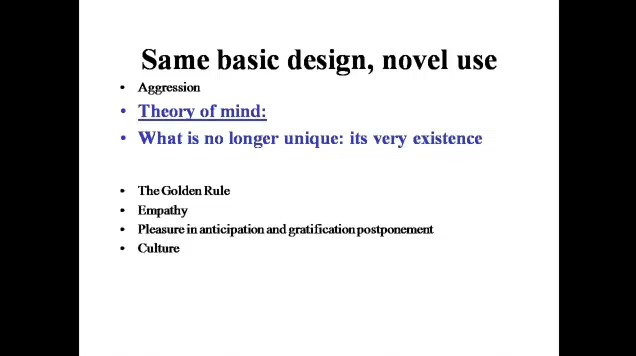 Same basic design, novel use
• Aggression
• Theory of mind:
• What is no longer unique: its very existence
• The Golden Rule
• Empathy
• Pleasure in anticipation and gratification postponement
• Culture